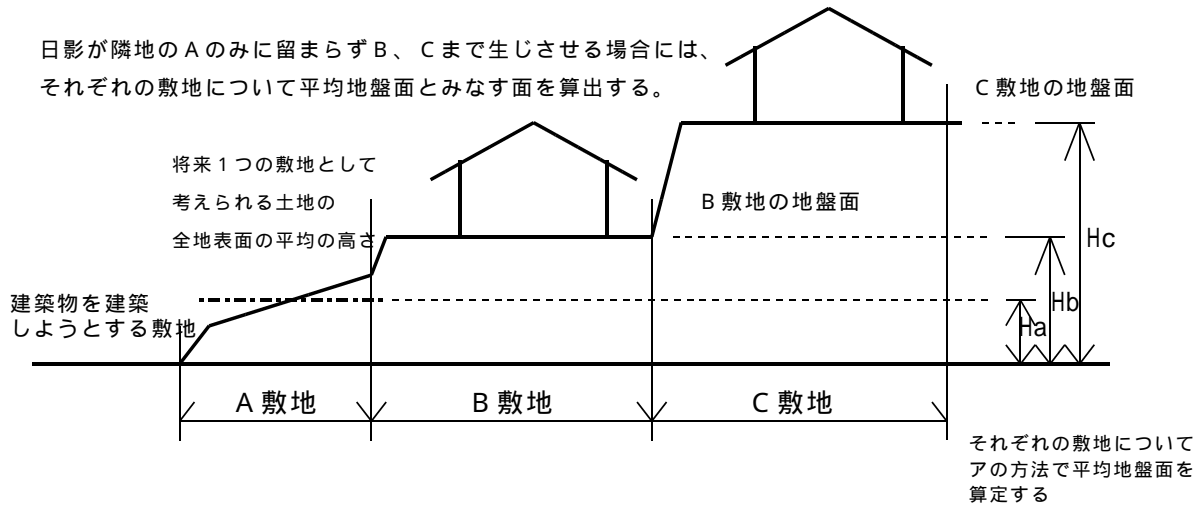 日影が隣地のAのみに留まらずB、Cまで生じさせる場合には、
それぞれの敷地について平均地盤面とみなす面を算出する。
C敷地の地盤面
将来1つの敷地として
考えられる土地の
全地表面の平均の高さ
B敷地の地盤面
Hc
建築物を建築
しようとする敷地
Hb
Ha
A敷地
B敷地
C敷地
それぞれの敷地について
アの方法で平均地盤面を
算定する